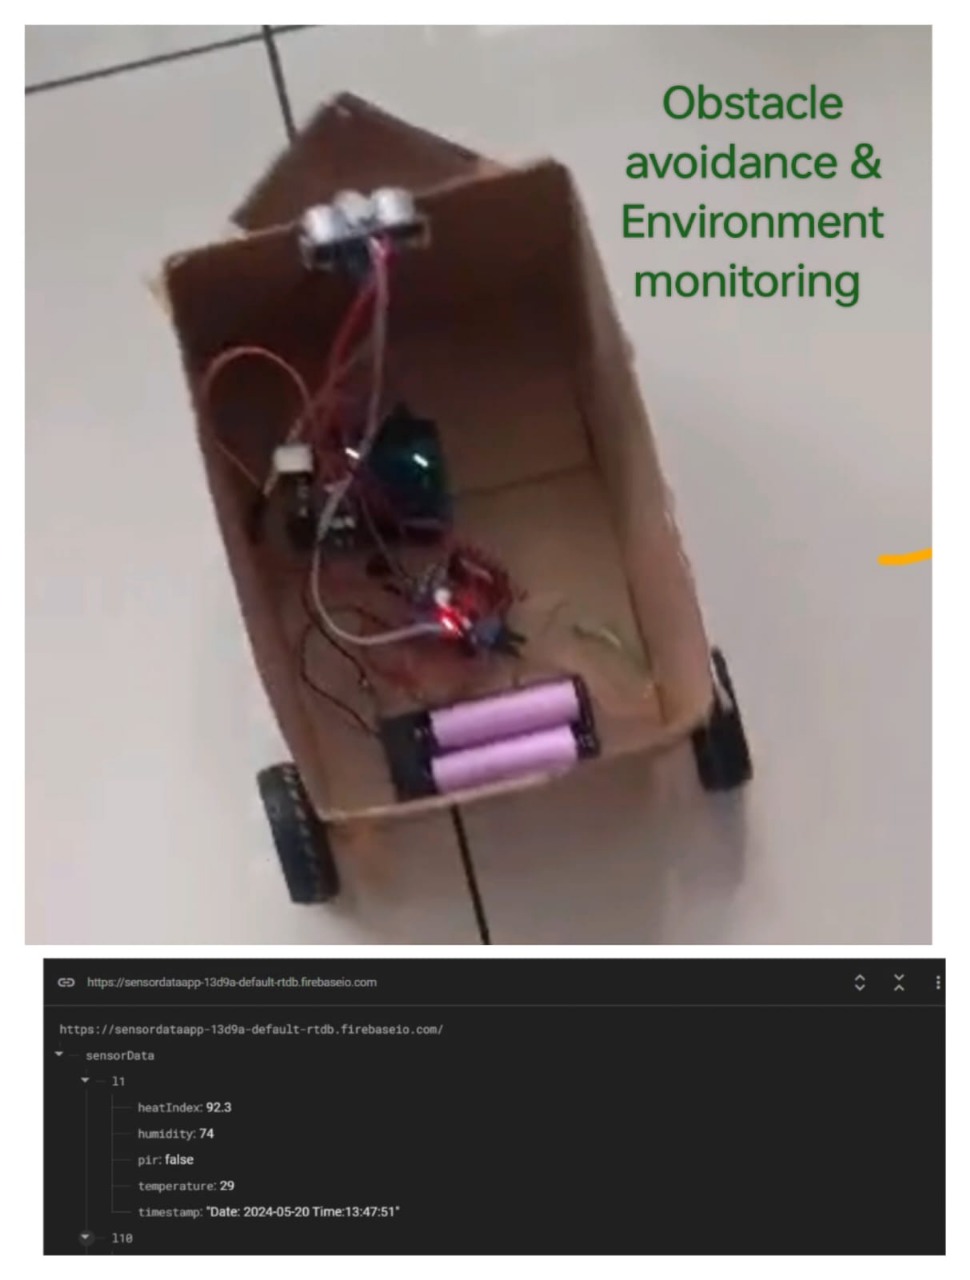 Obstacle
avoidance &
Environment
monitoring
https://sensordataapp-13d9a-default-rtdb.firebaseio.com
https://sensordataapp-13d9a-default-rtdb.firebaseio.com/
sensorData
l1
heatIndex: 92.3
humidity: 74
pir: false
temperature: 29
timestamp: "Date: 2024-05-20 Time:13:47:51"
l10